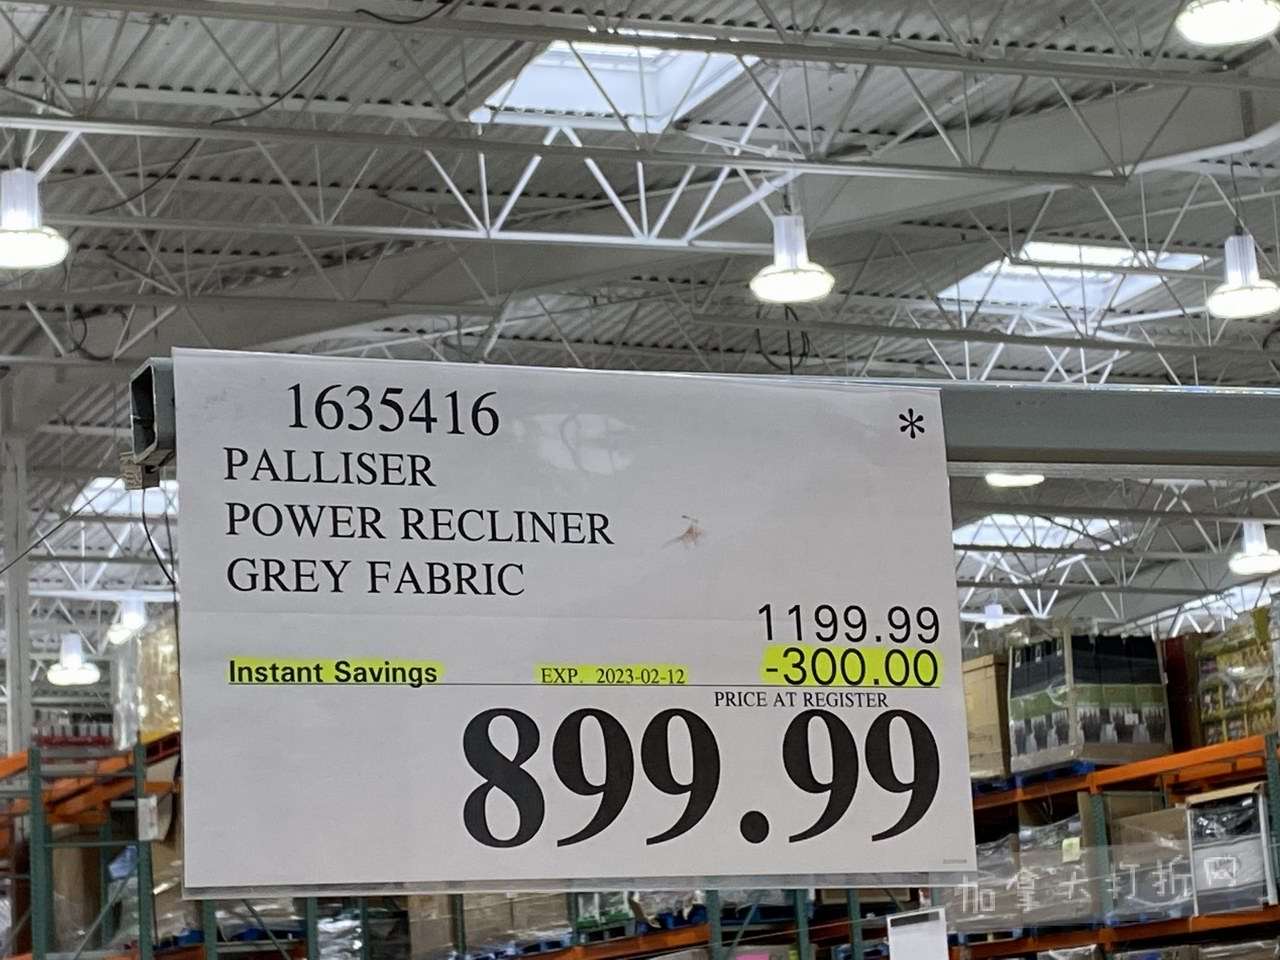 1635416
*
PALLISER
POWER RECLINER
GREY FABRIC
1199.99
Instant Savings EXP. 2023-02-12 -300.00
PRICE AT REGISTER
899.99
加拿大打折网